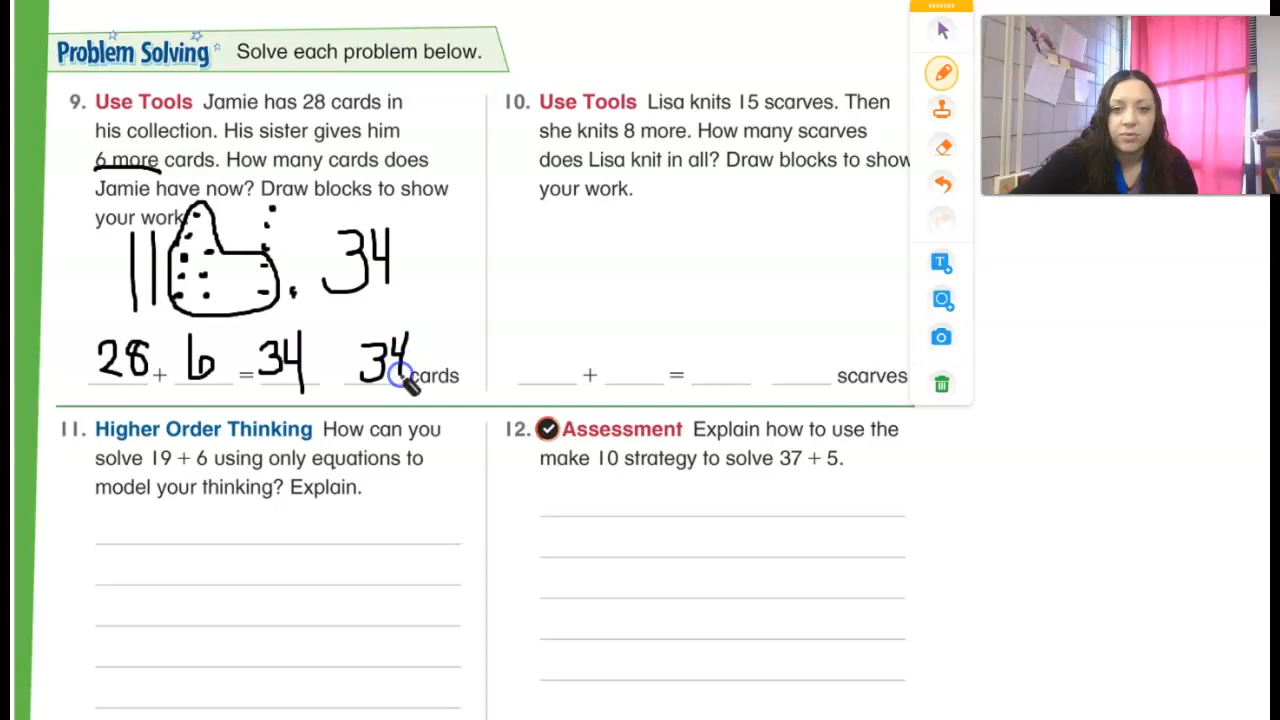 Problem Solving Solve each problem below.
9. Use Tools Jamie has 28 cards in
his collection. His sister gives him
6 more cards. How many cards does
Jamie have now? Draw blocks to show
your work.
34
28 + 6 = 34 34 cards
10. Use Tools Lisa knits 15 scarves. Then
she knits 8 more. How many scarves
does Lisa knit in all? Draw blocks to show
your work.
+ = scarves
11. Higher Order Thinking How can you
solve 19 + 6 using only equations to
model your thinking? Explain.
12. Assessment Explain how to use the
make 10 strategy to solve 37 + 5.
T